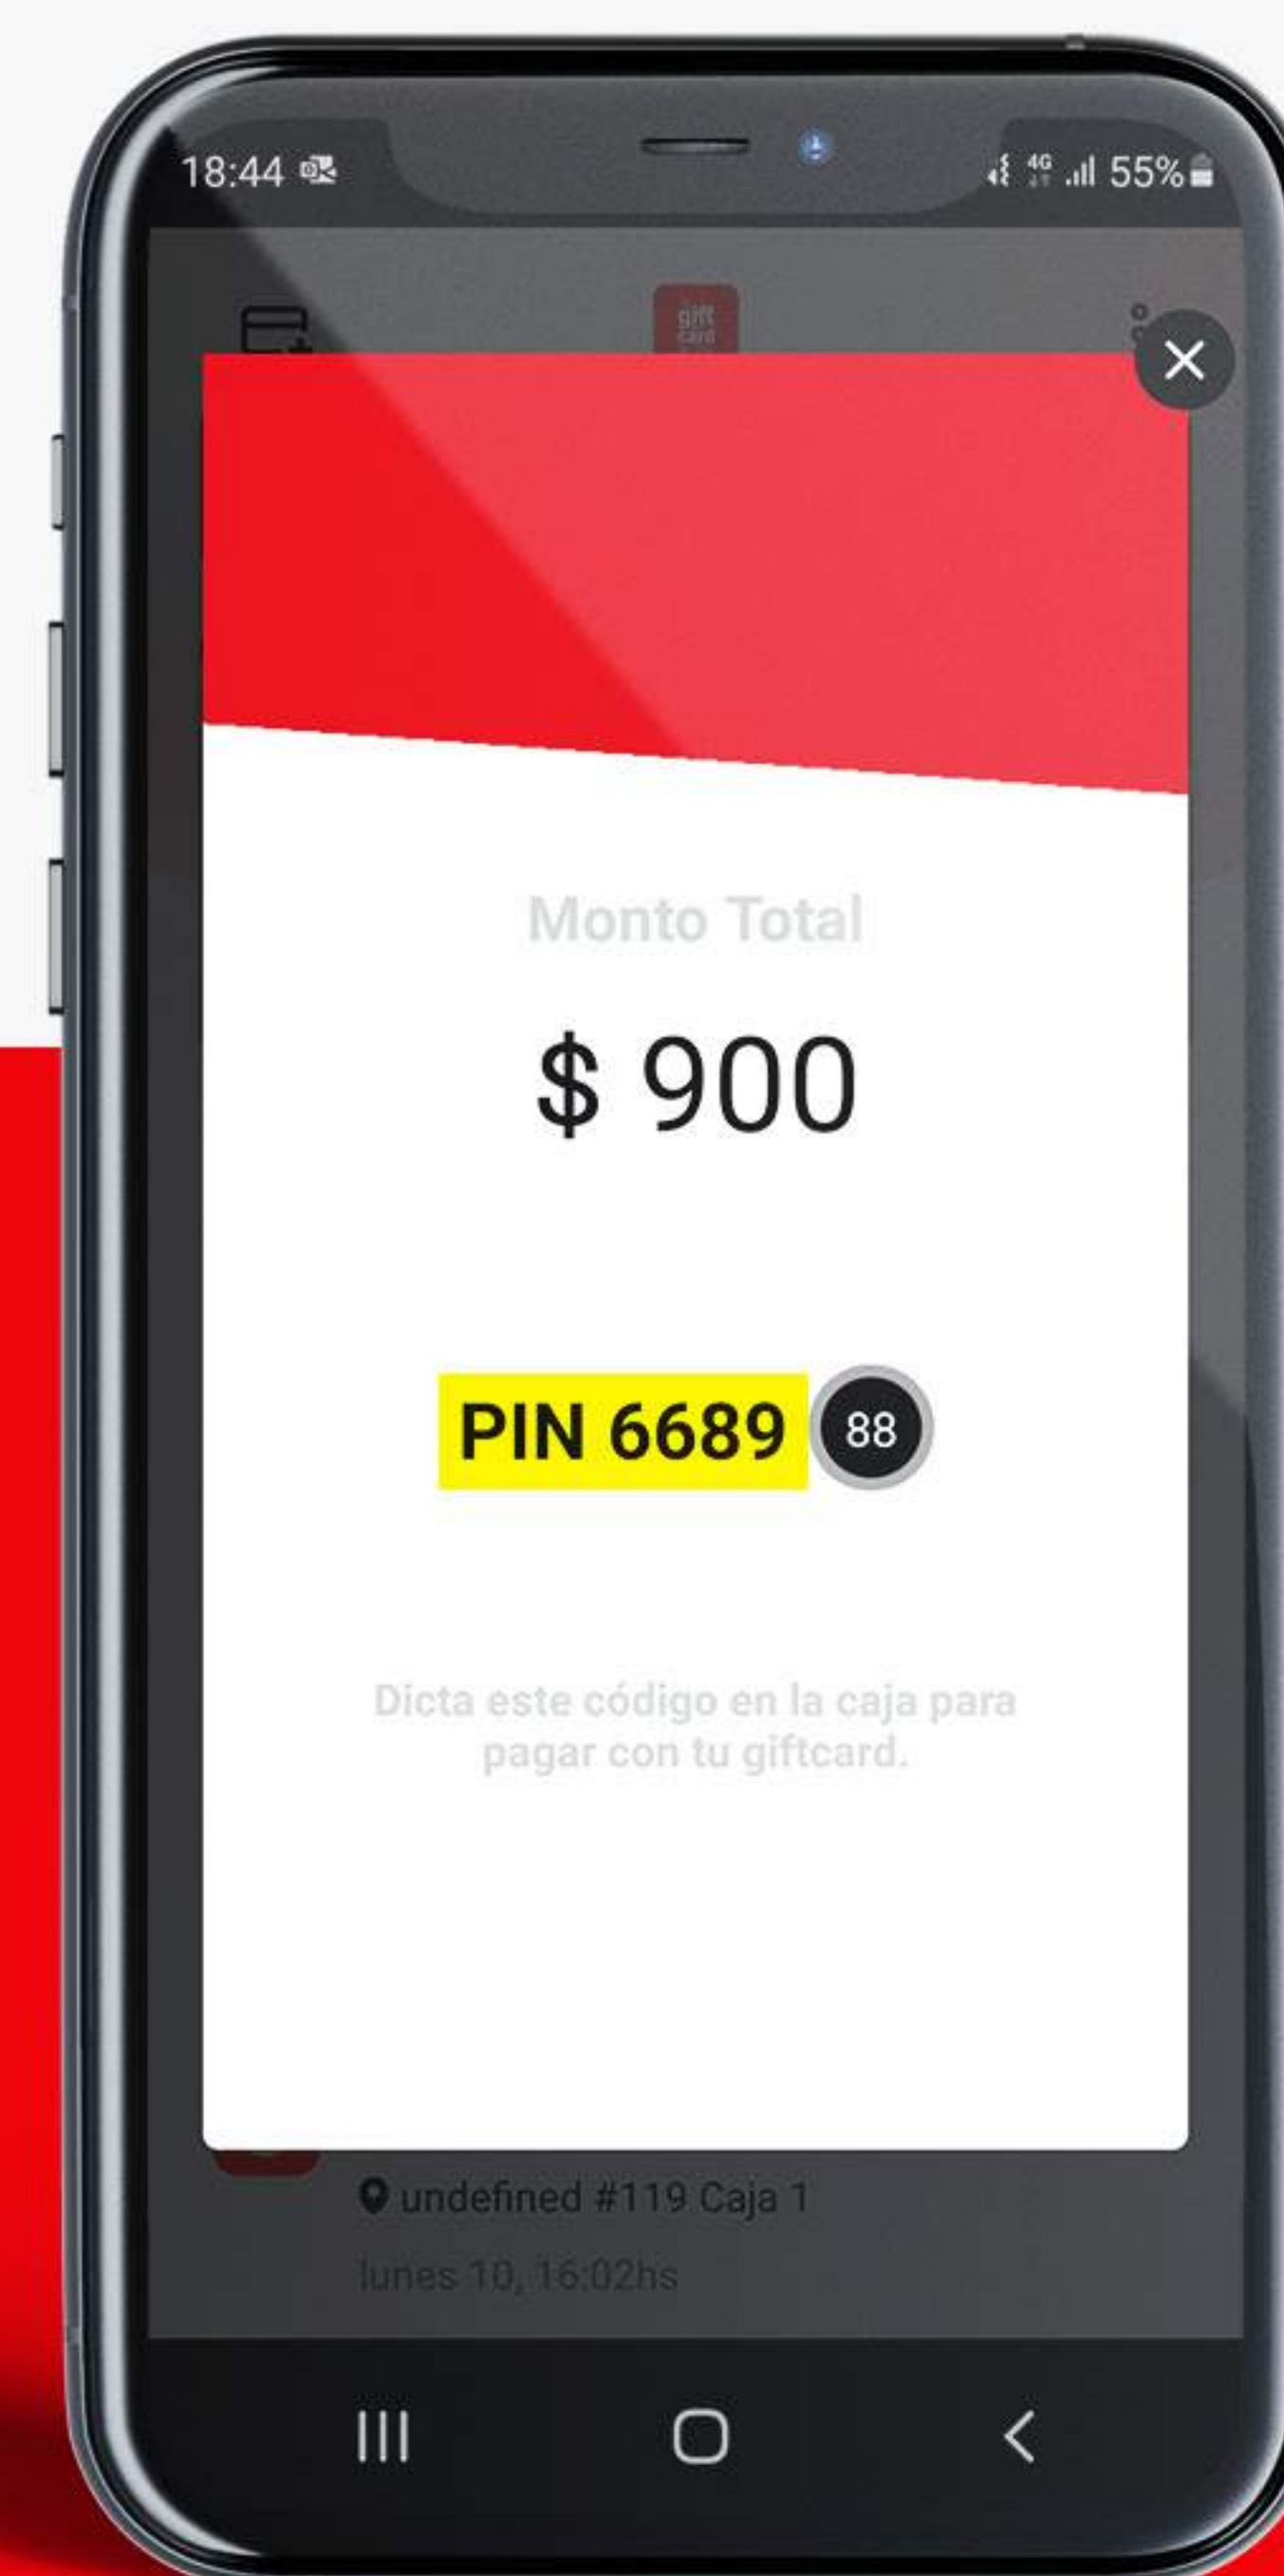 18:44
4G 55%
gift
card
Monto Total
$ 900
PIN 6689 88
Dicta este código en la caja para
pagar con tu giftcard.
undefined #119 Caja 1
lunes 10, 16:02hs